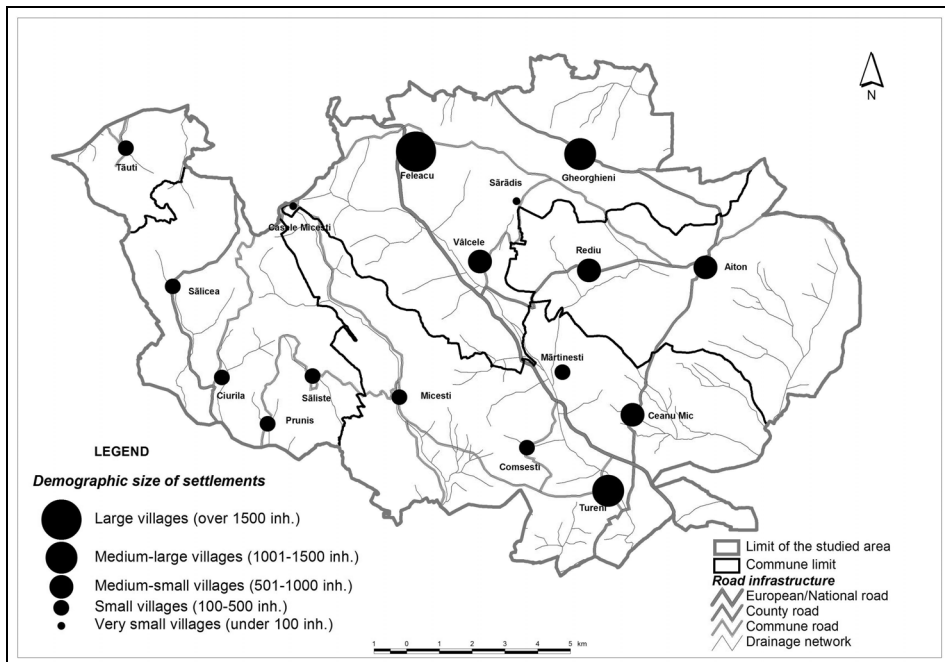 N
Tăuti
Feleacu
Gheorghieni
Sărădis
Casele Micesti
Vâlcele
Rediu
Aiton
Sălicea
Mărtinesti
Ciurila
Săliste
Micesti
Ceanu Mic
Prunis
Comsesti
Tureni
LEGEND
Demographic size of settlements
Large villages (over 1500 inh.)
Medium-large villages (1001-1500 inh.)
Medium-small villages (501-1000 inh.)
Small villages (100-500 inh.)
Very small villages (under 100 inh.)
Limit of the studied area
Commune limit
Road infrastructure
European/National road
County road
Commune road
Drainage network
1 0 1 2 3 4 5 km